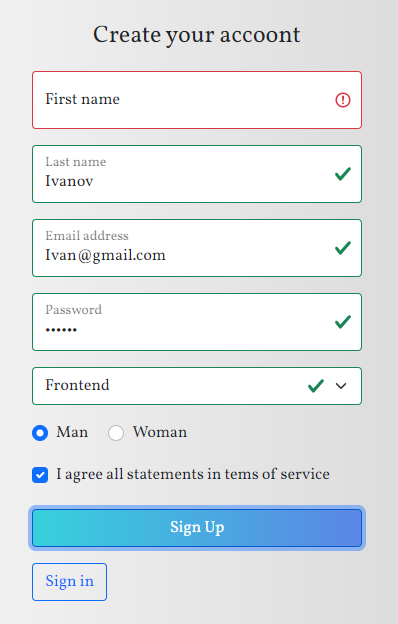 Create your account
First name
Last name
Ivanov
Email address
Ivan@gmail.com
Password
••••••
Frontend
Man Woman
I agree all statements in tems of service
Sign Up
Sign in